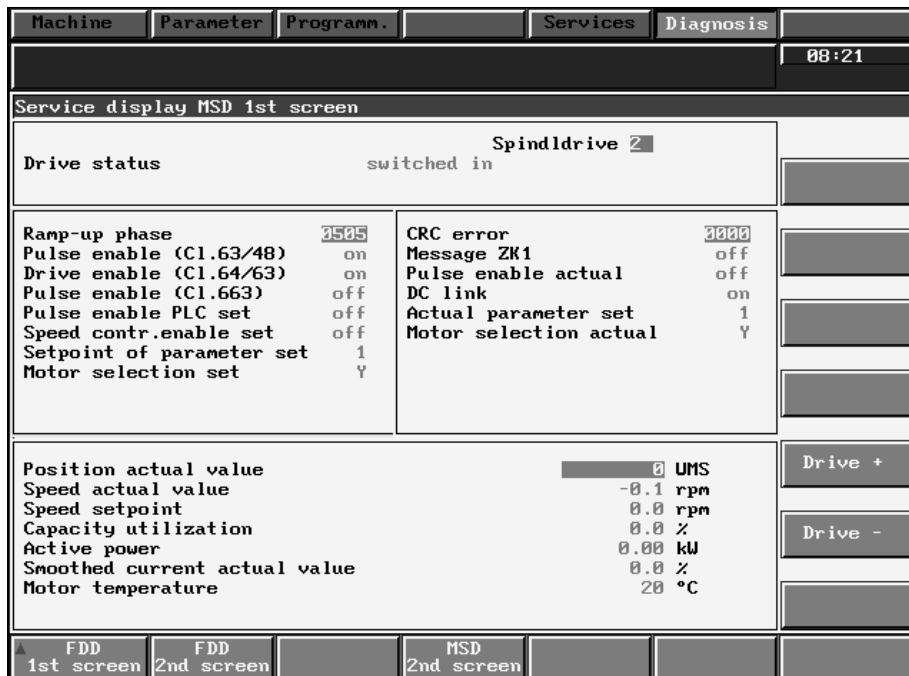 Machine Parameter Programm. Services Diagnosis
08:21
Service display MSD 1st screen
Spindldrive 2
Drive status switched in
Ramp-up phase 0505
Pulse enable (Cl.63/48) on
Drive enable (Cl.64/63) on
Pulse enable (Cl.663) off
Pulse enable PLC set off
Speed contr.enable set off
Setpoint of parameter set 1
Motor selection set Y
CRC error 0000
Message ZK1 off
Pulse enable actual off
DC link on
Actual parameter set 1
Motor selection actual Y
Position actual value 0 UMS
Speed actual value -0.1 rpm
Speed setpoint 0.0 rpm
Capacity utilization 0.0 %
Active power 0.00 kW
Smoothed current actual value 0.0 %
Motor temperature 20 °C
Drive +
Drive -
FDD FDD MSD
1st screen 2nd screen 2nd screen